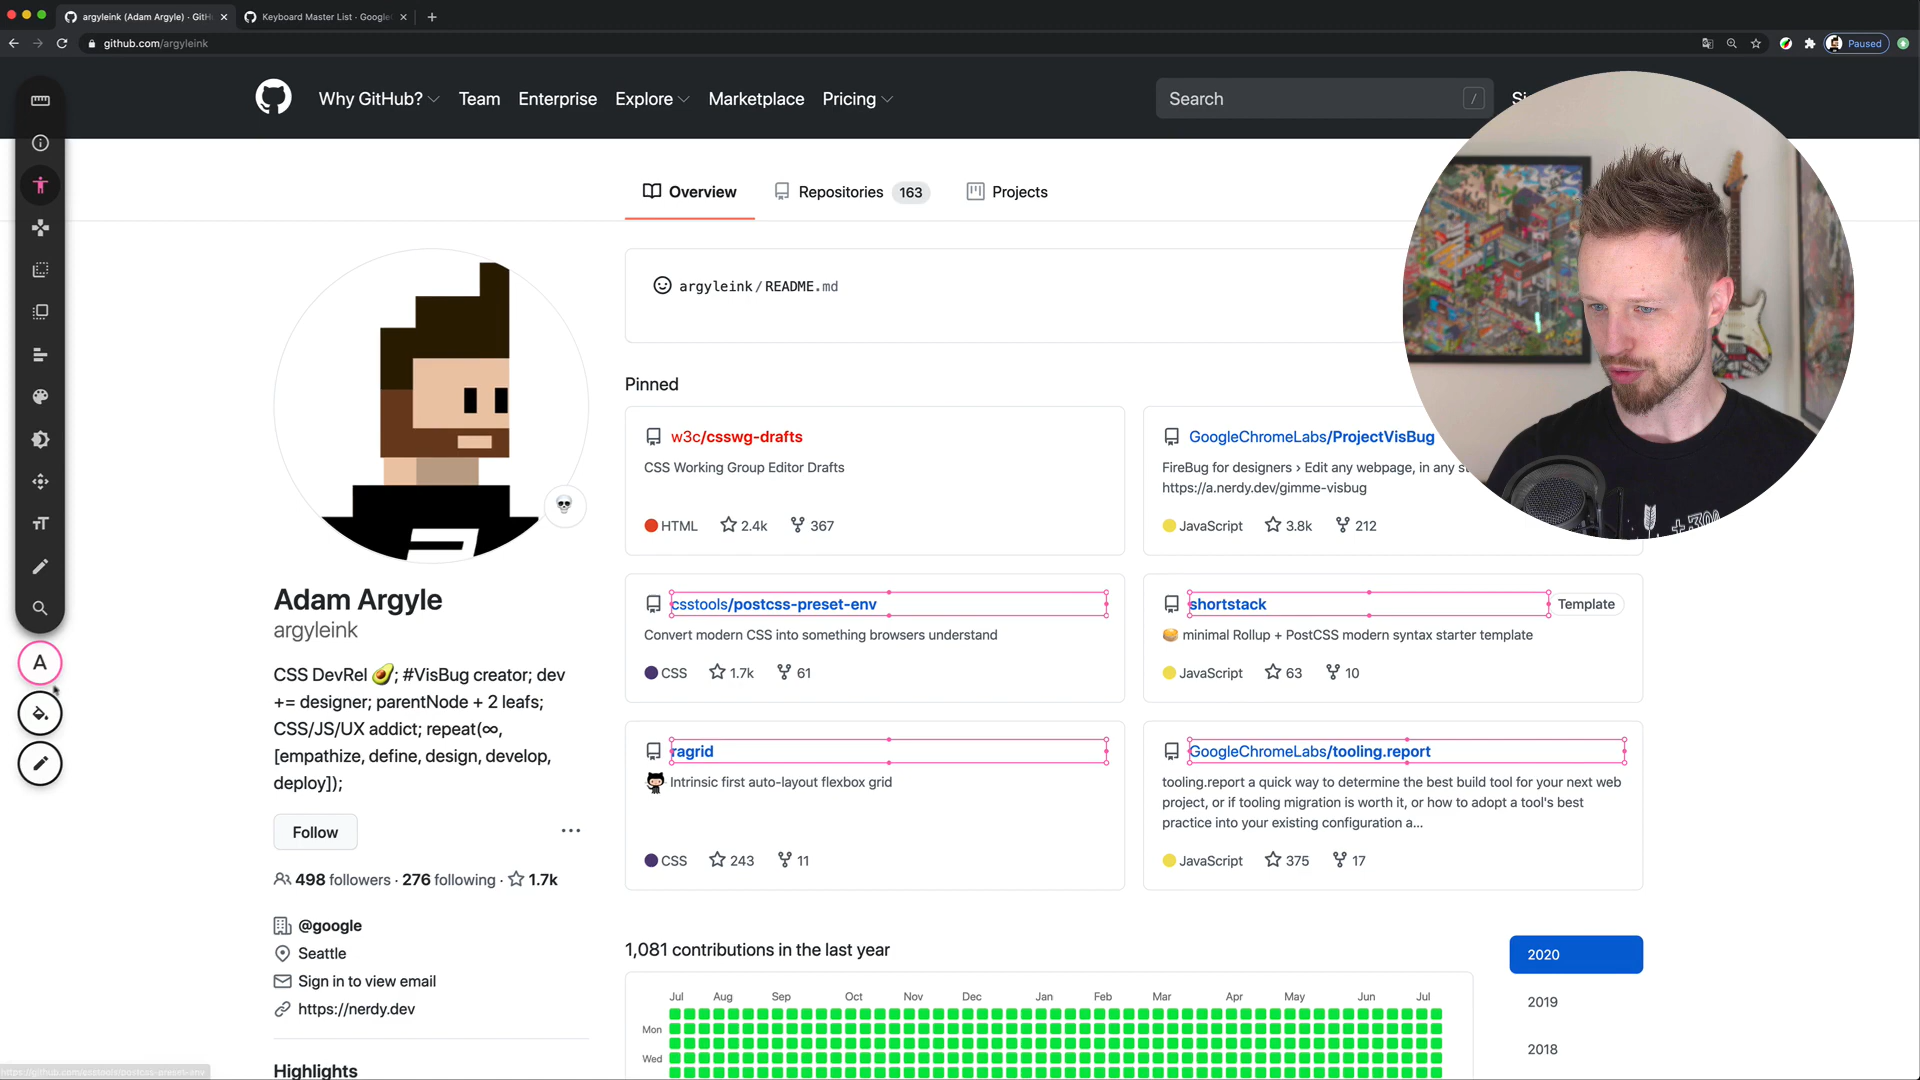 argyleink (Adam Argyle) · GitH
Keyboard Master List - Google
github.com/argyleink
Paused
Why GitHub?
Team
Enterprise
Explore
Marketplace
Pricing
Search
/
Si
Overview
Repositories 163
Projects
argyleink/README.md
Pinned
w3c/csswg-drafts
CSS Working Group Editor Drafts
HTML 2.4k 367
GoogleChromeLabs/ProjectVisBug
FireBug for designers › Edit any webpage, in any st
https://a.nerdy.dev/gimme-visbug
JavaScript 3.8k 212
csstools/postcss-preset-env
Convert modern CSS into something browsers understand
CSS 1.7k 61
shortstack
Template
minimal Rollup + PostCSS modern syntax starter template
JavaScript 63 10
ragrid
Intrinsic first auto-layout flexbox grid
CSS 243 11
GoogleChromeLabs/tooling.report
tooling.report a quick way to determine the best build tool for your next web
project, or if tooling migration is worth it, or how to adopt a tool's best
practice into your existing configuration a...
JavaScript 375 17
A
Adam Argyle
argyleink
CSS DevRel 🥑; #VisBug creator; dev
+= designer; parentNode + 2 leafs;
CSS/JS/UX addict; repeat(∞,
[empathize, define, design, develop,
deploy]);
Follow
498 followers · 276 following · 1.7k
@google
Seattle
Sign in to view email
https://nerdy.dev
Highlights
1,081 contributions in the last year
Jul Aug Sep Oct Nov Dec Jan Feb Mar Apr May Jun Jul
Mon
Wed
2020
2019
2018
https://github.com/csstools/postcss-preset-env